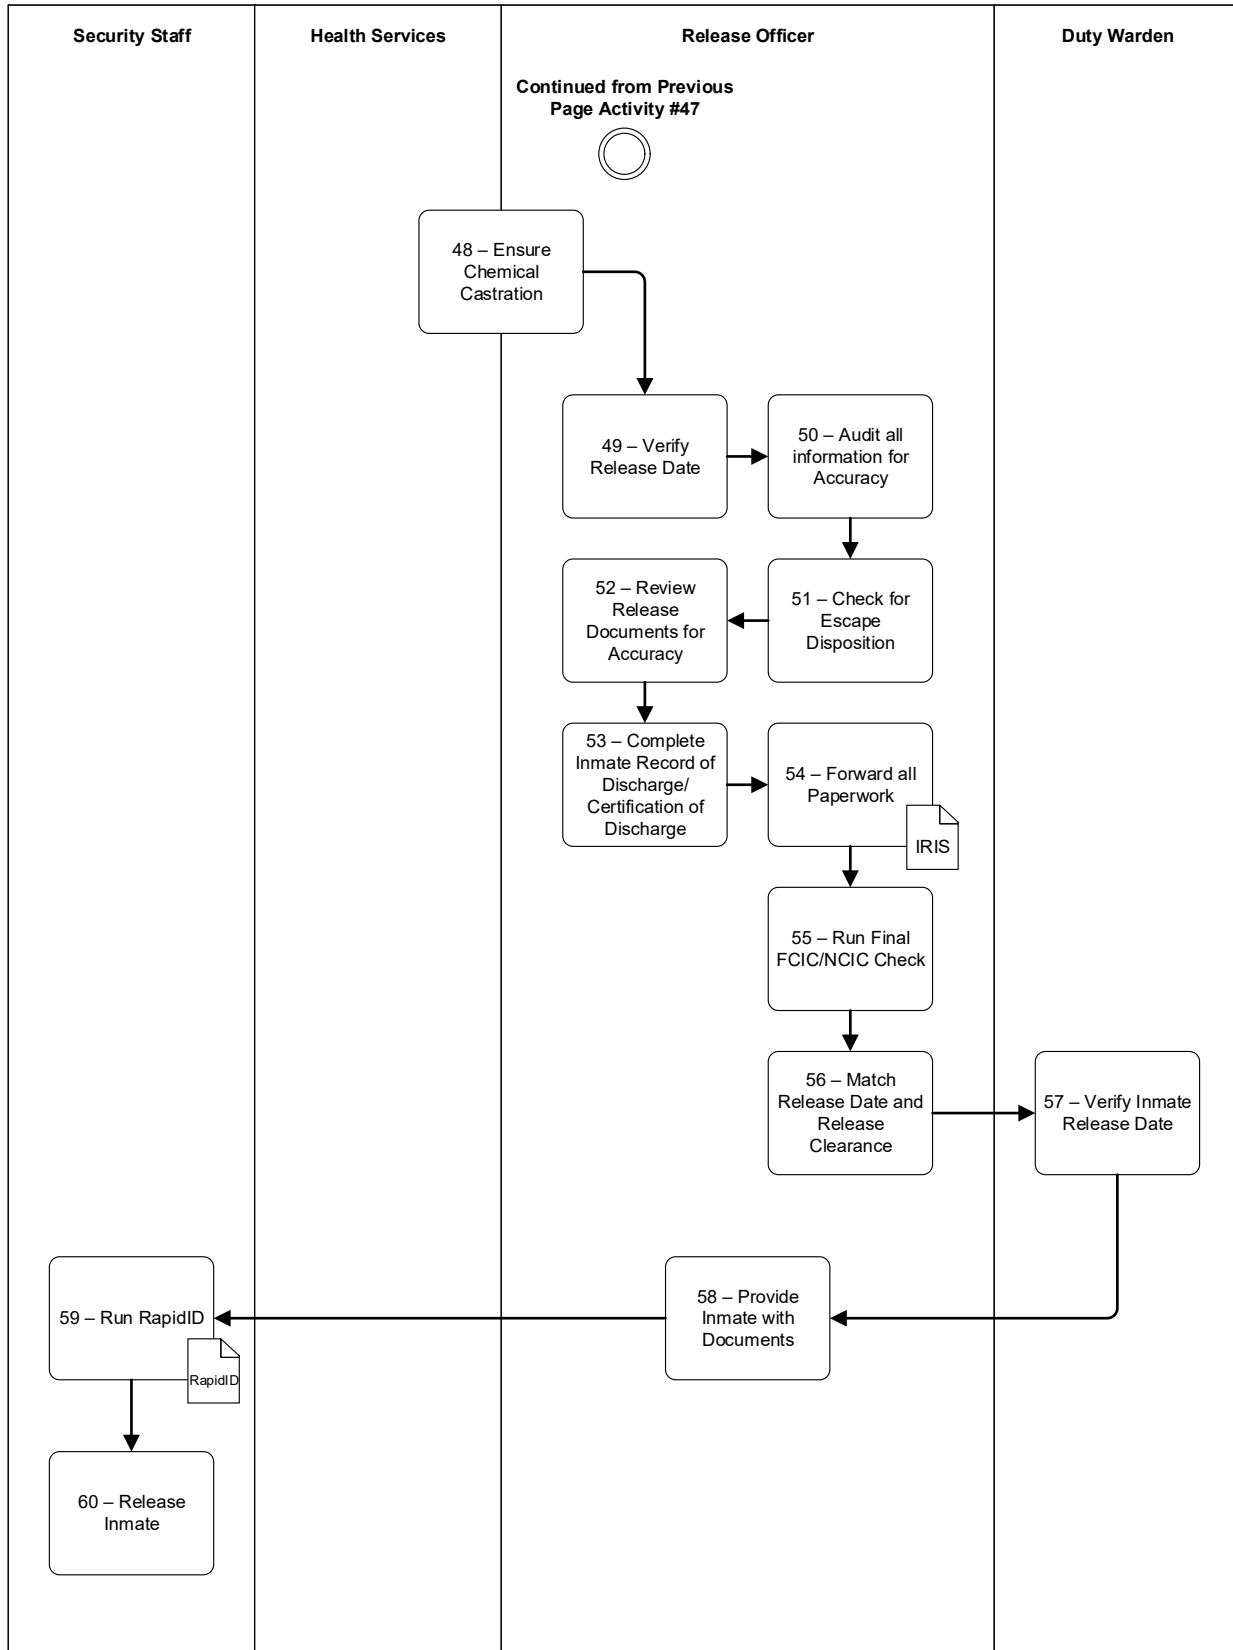 Security Staff
Health Services
Release Officer
Duty Warden
Continued from Previous
Page Activity #47
48 – Ensure
Chemical
Castration
49 – Verify
Release Date
50 – Audit all
information for
Accuracy
52 – Review
Release
Documents for
Accuracy
51 – Check for
Escape
Disposition
53 – Complete
Inmate Record of
Discharge/
Certification of
Discharge
54 – Forward all
Paperwork
IRIS
55 – Run Final
FCIC/NCIC Check
56 – Match
Release Date and
Release
Clearance
57 – Verify Inmate
Release Date
58 – Provide
Inmate with
Documents
59 – Run RapidID
RapidID
60 – Release
Inmate